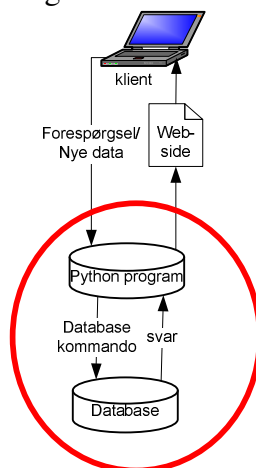 klient
Forespørgsel/
Nye data
Web-
side
Python program
Database
kommando
svar
Database